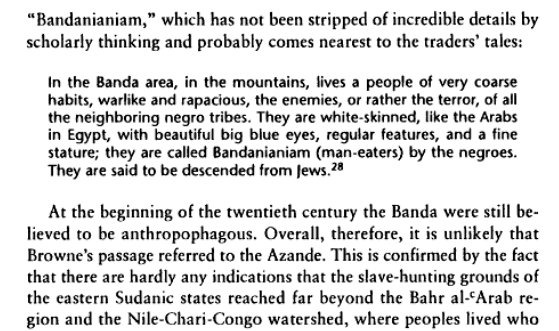 “Bandanianiam,” which has not been stripped of incredible details by
scholarly thinking and probably comes nearest to the traders’ tales:
In the Banda area, in the mountains, lives a people of very coarse
habits, warlike and rapacious, the enemies, or rather the terror, of all
the neighboring negro tribes. They are white-skinned, like the Arabs
in Egypt, with beautiful big blue eyes, regular features, and a fine
stature; they are called Bandanianiam (man-eaters) by the negroes.
They are said to be descended from Jews.28
At the beginning of the twentieth century the Banda were still be-
lieved to be anthropophagous. Overall, therefore, it is unlikely that
Browne’s passage referred to the Azande. This is confirmed by the fact
that there are hardly any indications that the slave-hunting grounds of
the eastern Sudanic states reached far beyond the Bahr al-ᶜArab re-
gion and the Nile-Chari-Congo watershed, where peoples lived who